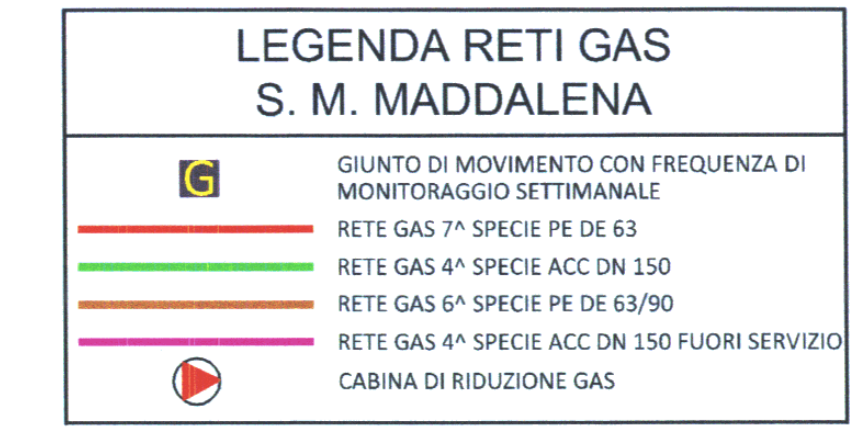 LEGENDA RETI GAS
S. M. MADDALENA
G
GIUNTO DI MOVIMENTO CON FREQUENZA DI
MONITORAGGIO SETTIMANALE
RETE GAS 7^ SPECIE PE DE 63
RETE GAS 4^ SPECIE ACC DN 150
RETE GAS 6^ SPECIE PE DE 63/90
RETE GAS 4^ SPECIE ACC DN 150 FUORI SERVIZIO
CABINA DI RIDUZIONE GAS